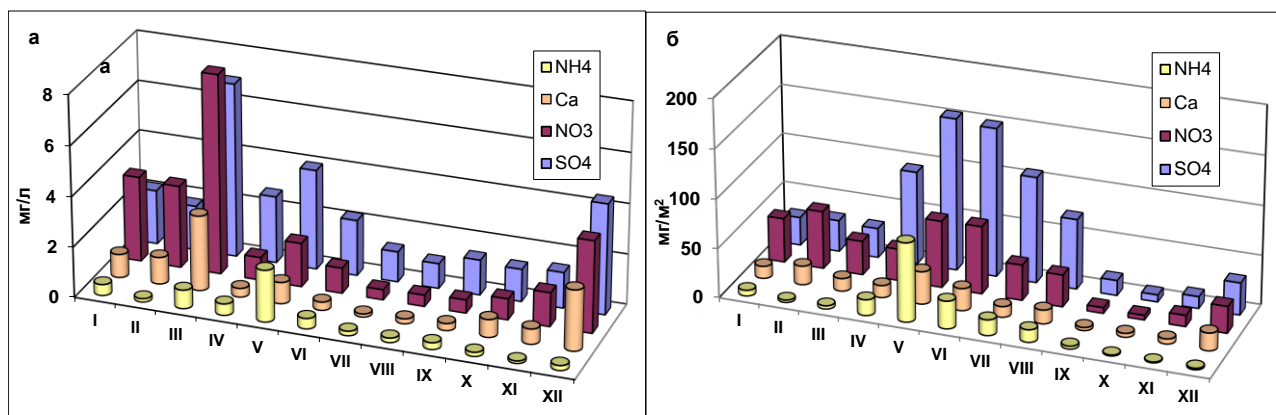 а
а
мг/л
8
6
4
2
0
I II III IV V VI VII VIII IX X XI XII
NH4
Ca
NO3
SO4
б
мг/м²
200
150
100
50
0
I II III IV V VI VII VIII IX X XI XII
NH4
Ca
NO3
SO4